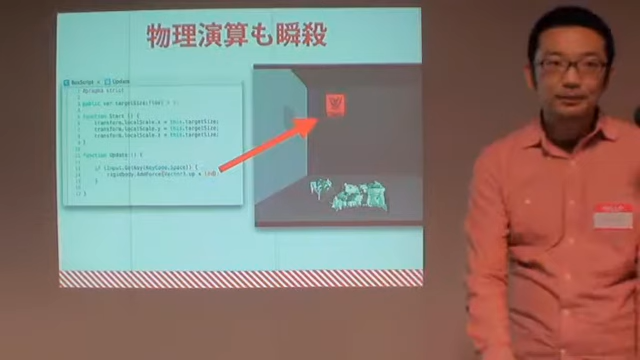 物理演算も瞬殺
#pragma strict
public var targetSize:float = 1;
function Start () {
transform.localScale.x = this.targetSize;
transform.localScale.y = this.targetSize;
transform.localScale.z = this.targetSize;
}
function Update () {
if (Input.GetKey(KeyCode.Space)) {
rigidbody.AddForce(Vector3.up *
}
}